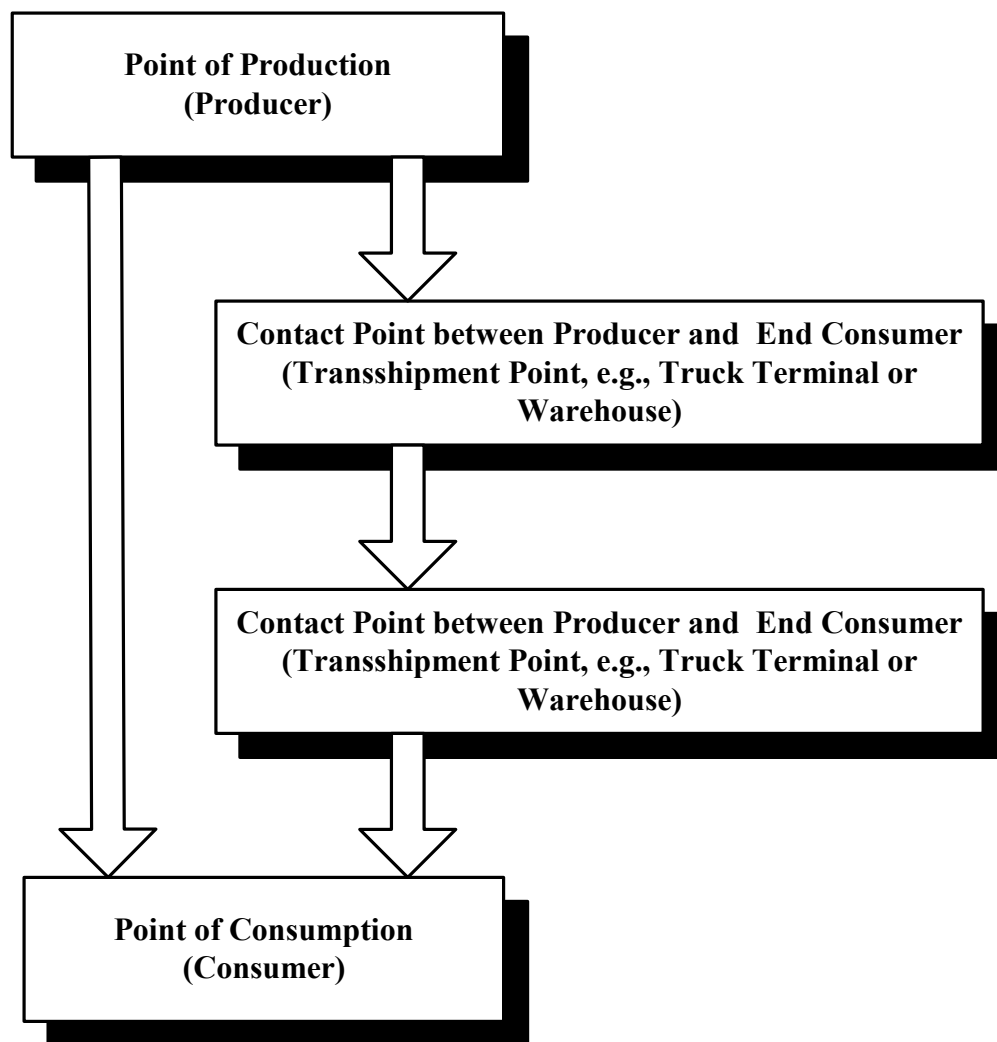 Point of Production
(Producer)
Contact Point between Producer and  End Consumer
(Transshipment Point, e.g., Truck Terminal or
Warehouse)
Contact Point between Producer and  End Consumer
(Transshipment Point, e.g., Truck Terminal or
Warehouse)
Point of Consumption
(Consumer)